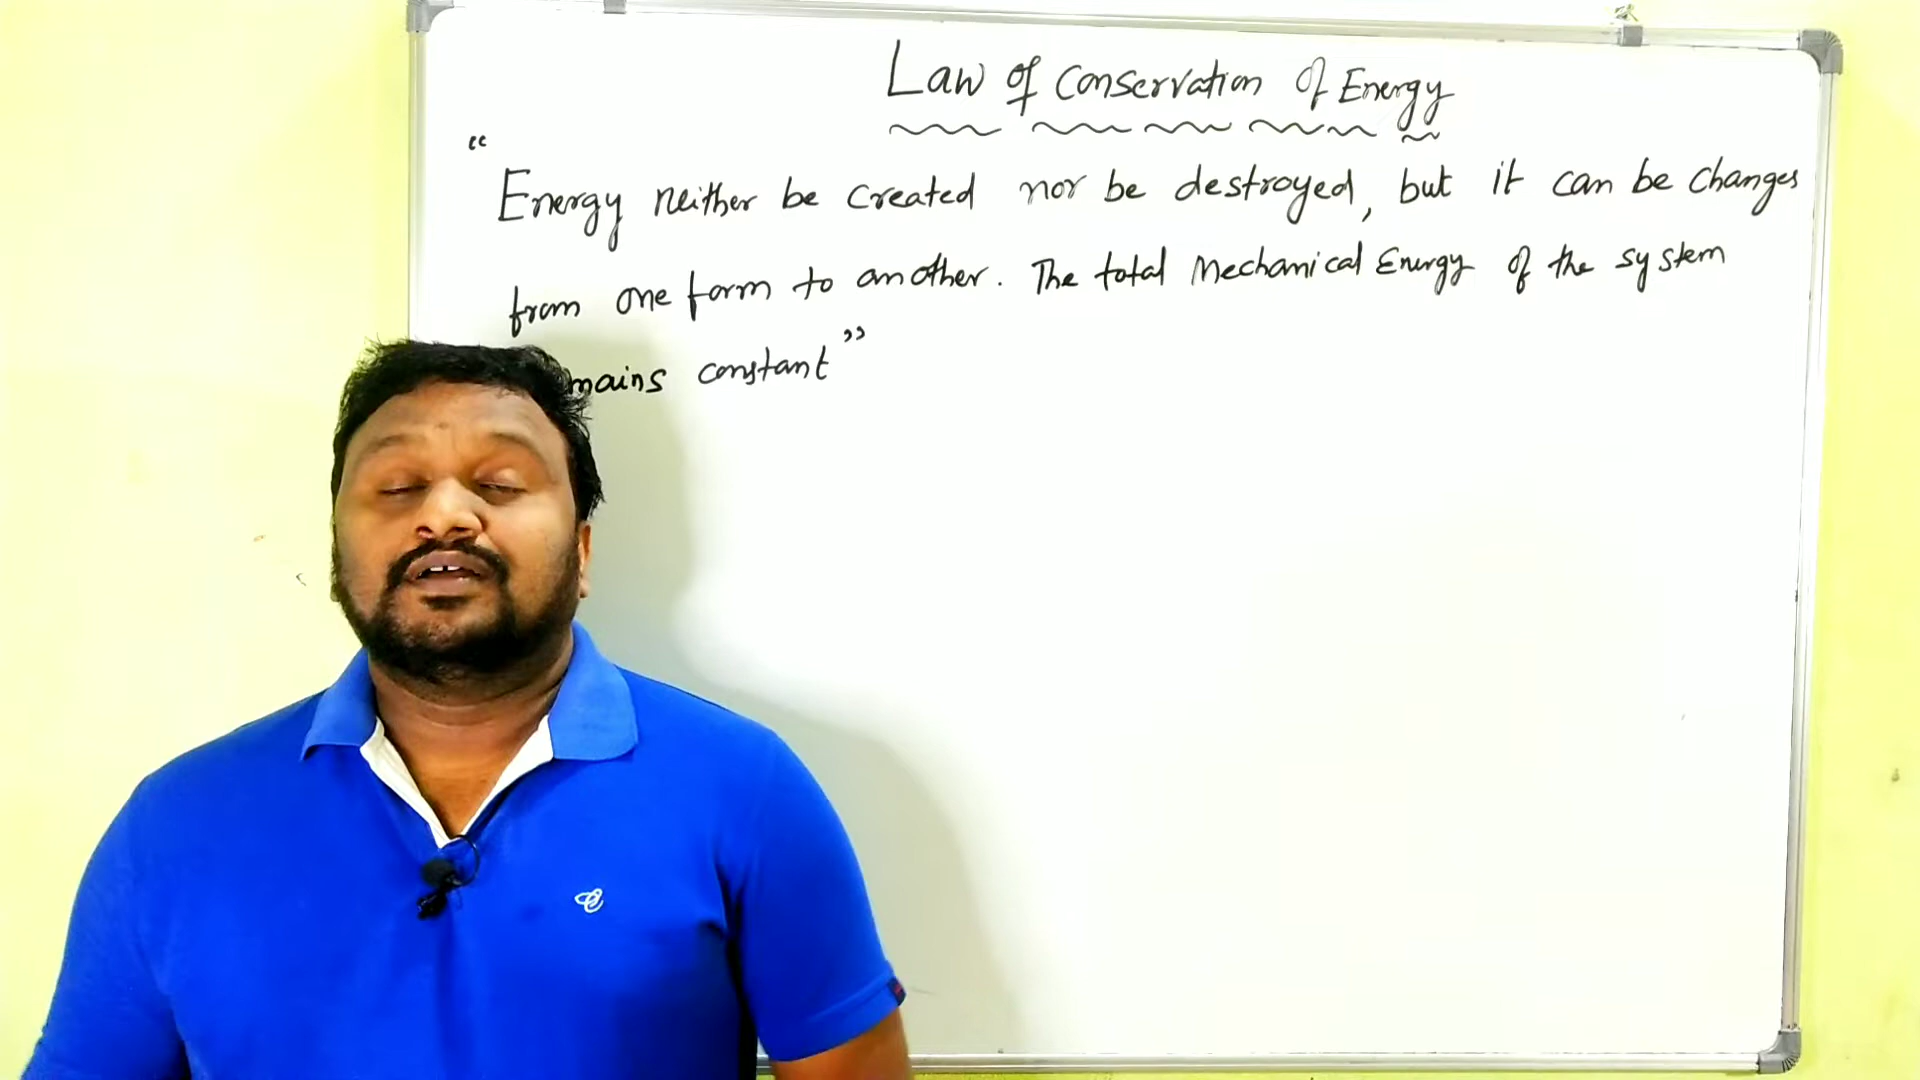 Law of Conservation of Energy
“
Energy neither be created nor be destroyed, but it can be changes
from one form to another. The total Mechanical Energy of the system
mains constant”